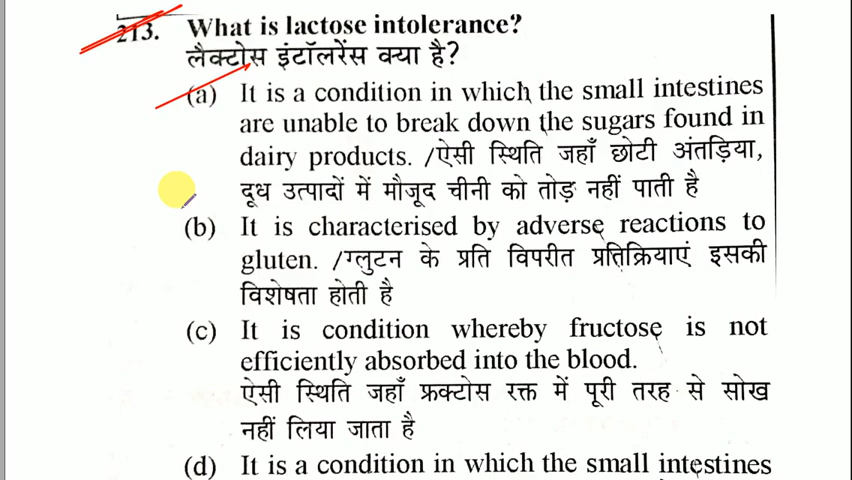 213. What is lactose intolerance?
लैक्टोस इंटॉलरेंस क्या है?
(a) It is a condition in which the small intestines
are unable to break down the sugars found in
dairy products. /ऐसी स्थिति जहाँ छोटी अंतड़िया,
दूध उत्पादों में मौजूद चीनी को तोड़ नहीं पाती है
(b) It is characterised by adverse reactions to
gluten. /ग्लुटन के प्रति विपरीत प्रतिक्रियाएं इसकी
विशेषता होती है
(c) It is condition whereby fructose is not
efficiently absorbed into the blood.
ऐसी स्थिति जहाँ फ्रक्टोस रक्त में पूरी तरह से सोख
नहीं लिया जाता है
(d) It is a condition in which the small intestines